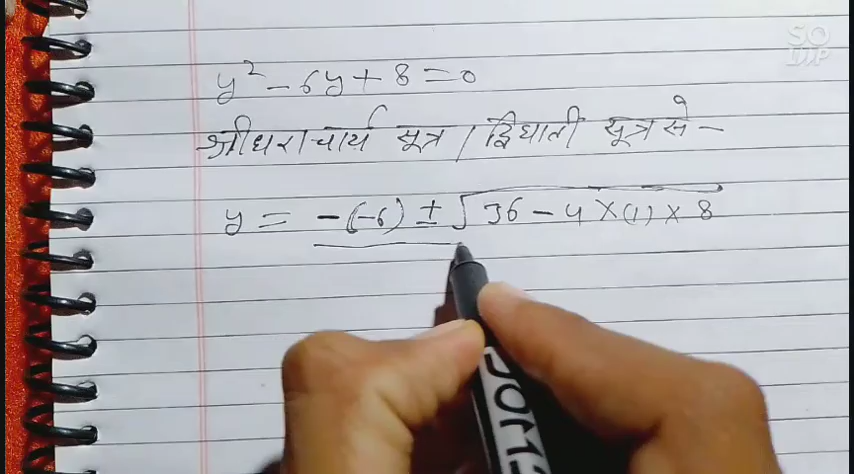 y² - 6y + 8 = 0
श्रीधराचार्य सूत्र / द्विघाती सूत्र से -
y = -(-6) ± √36 - 4 × (1) × 8